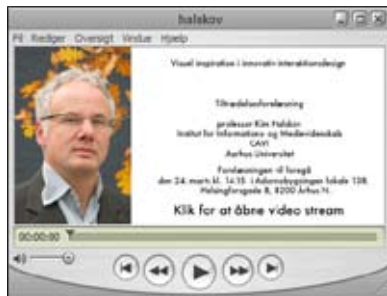 halskov
Fil Rediger Oversigt Vindue Hjælp
Visuel inspiration i innovativ interaktionsdesign
Tiltrædelsesforelæsning
professor Kim Halskov
Institut for Informations- og Medievidenskab
CAVI
Aarhus Universitet
Forelæsningen vil foregå
den 24. marts kl. 14.15 i Adorno-bygningen lokale 138,
Helsingforsgade 8, 8200 Århus N.
Klik for at åbne video stream
00:00:00